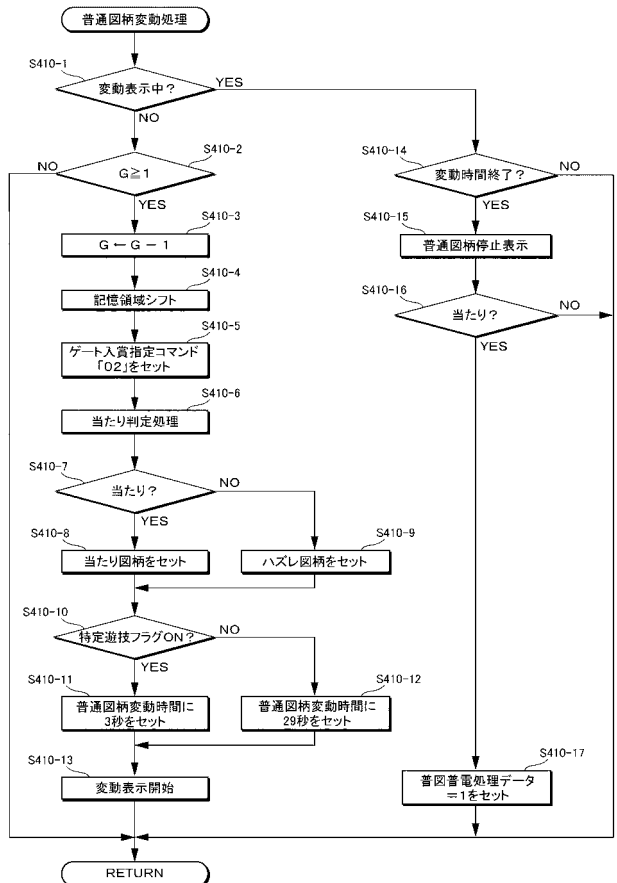 普通図柄変動処理
S410-1
変動表示中?
YES
NO
S410-2
G≧1
NO
YES
S410-3
G←G−1
S410-4
記憶領域シフト
S410-5
ゲート入賞指定コマンド
「02」をセット
S410-6
当たり判定処理
S410-7
当たり?
NO
YES
S410-8
当たり図柄をセット
S410-9
ハズレ図柄をセット
S410-10
特定遊技フラグON?
NO
YES
S410-11
普通図柄変動時間に
3秒をセット
S410-12
普通図柄変動時間に
29秒をセット
S410-13
変動表示開始
S410-14
変動時間終了?
NO
YES
S410-15
普通図柄停止表示
S410-16
当たり?
NO
YES
S410-17
普図普電処理データ
=1をセット
RETURN